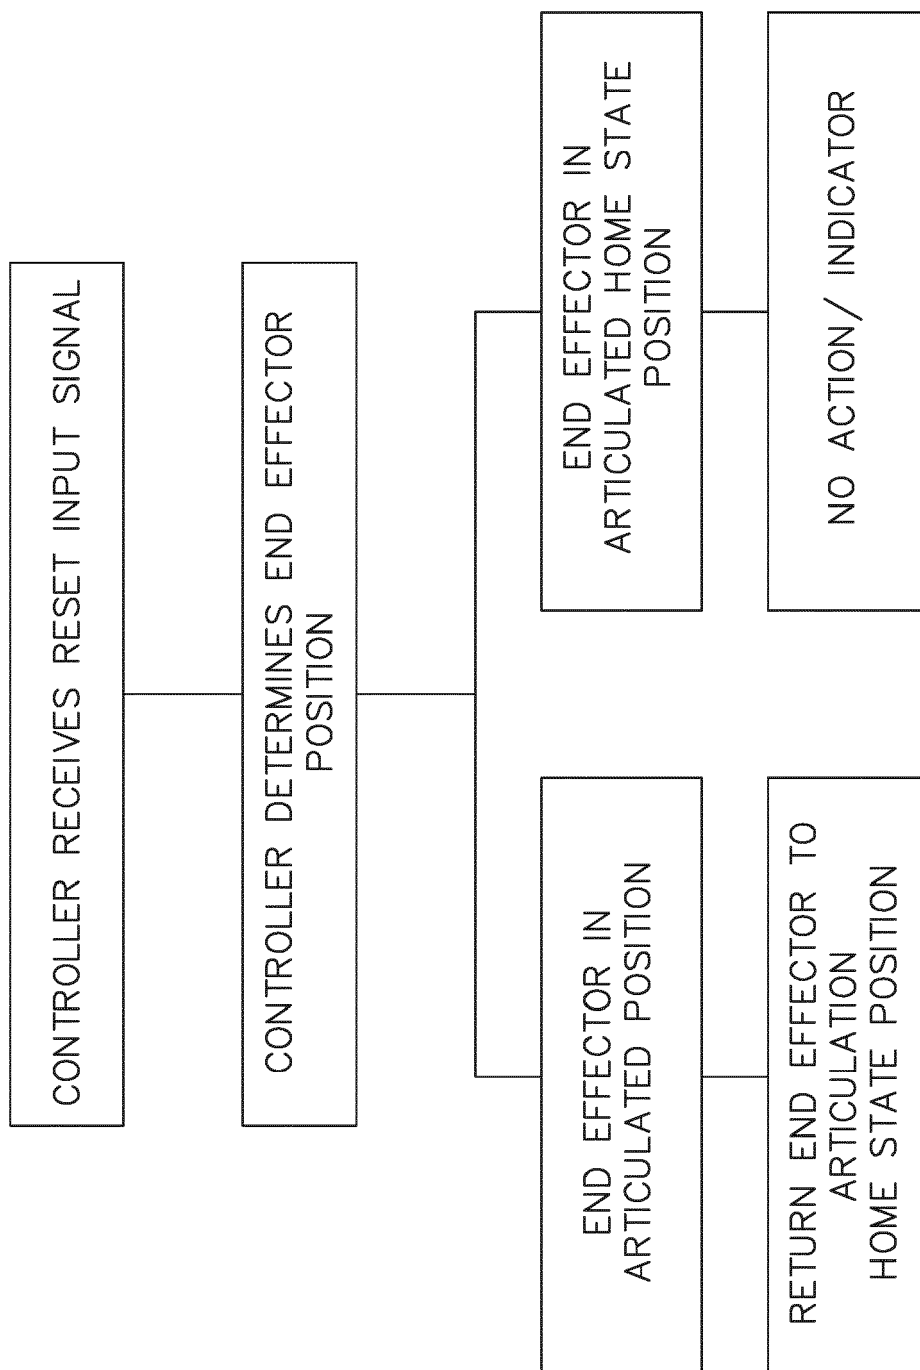 CONTROLLER RECEIVES RESET INPUT SIGNAL
CONTROLLER DETERMINES END EFFECTOR
POSITION
END EFFECTOR IN
ARTICULATED POSITION
RETURN END EFFECTOR TO
ARTICULATION
HOME STATE POSITION
END EFFECTOR IN
ARTICULATED HOME STATE
POSITION
NO ACTION/ INDICATOR